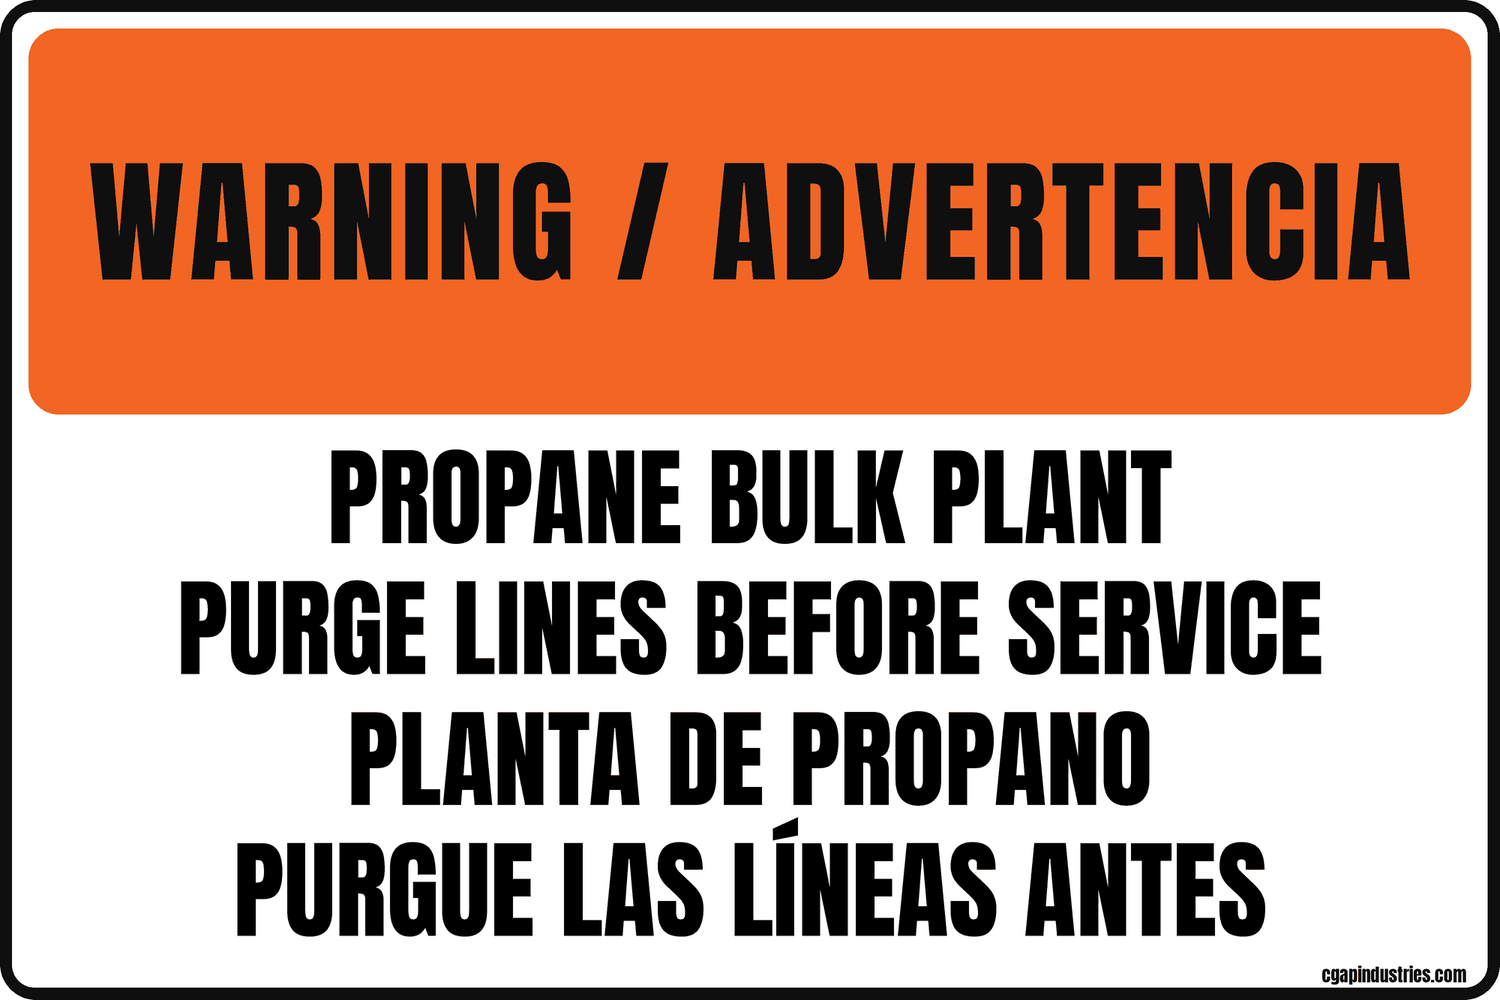 WARNING / ADVERTENCIA
PROPANE BULK PLANT
PURGE LINES BEFORE SERVICE
PLANTA DE PROPANO
PURGUE LAS LÍNEAS ANTES
cgapindustries.com